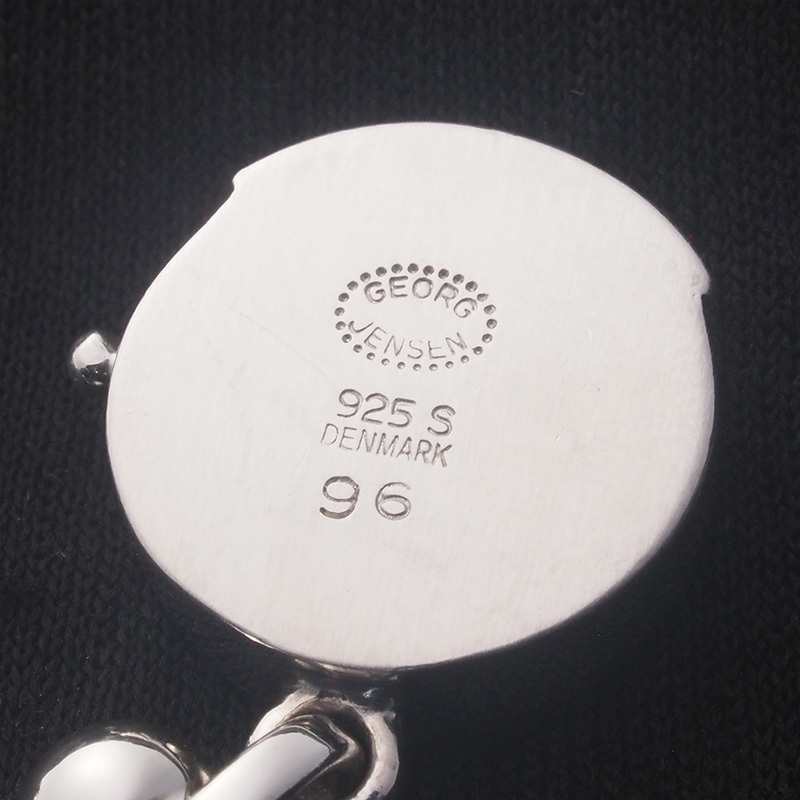 GEORG
JENSEN
925 S
DENMARK
96